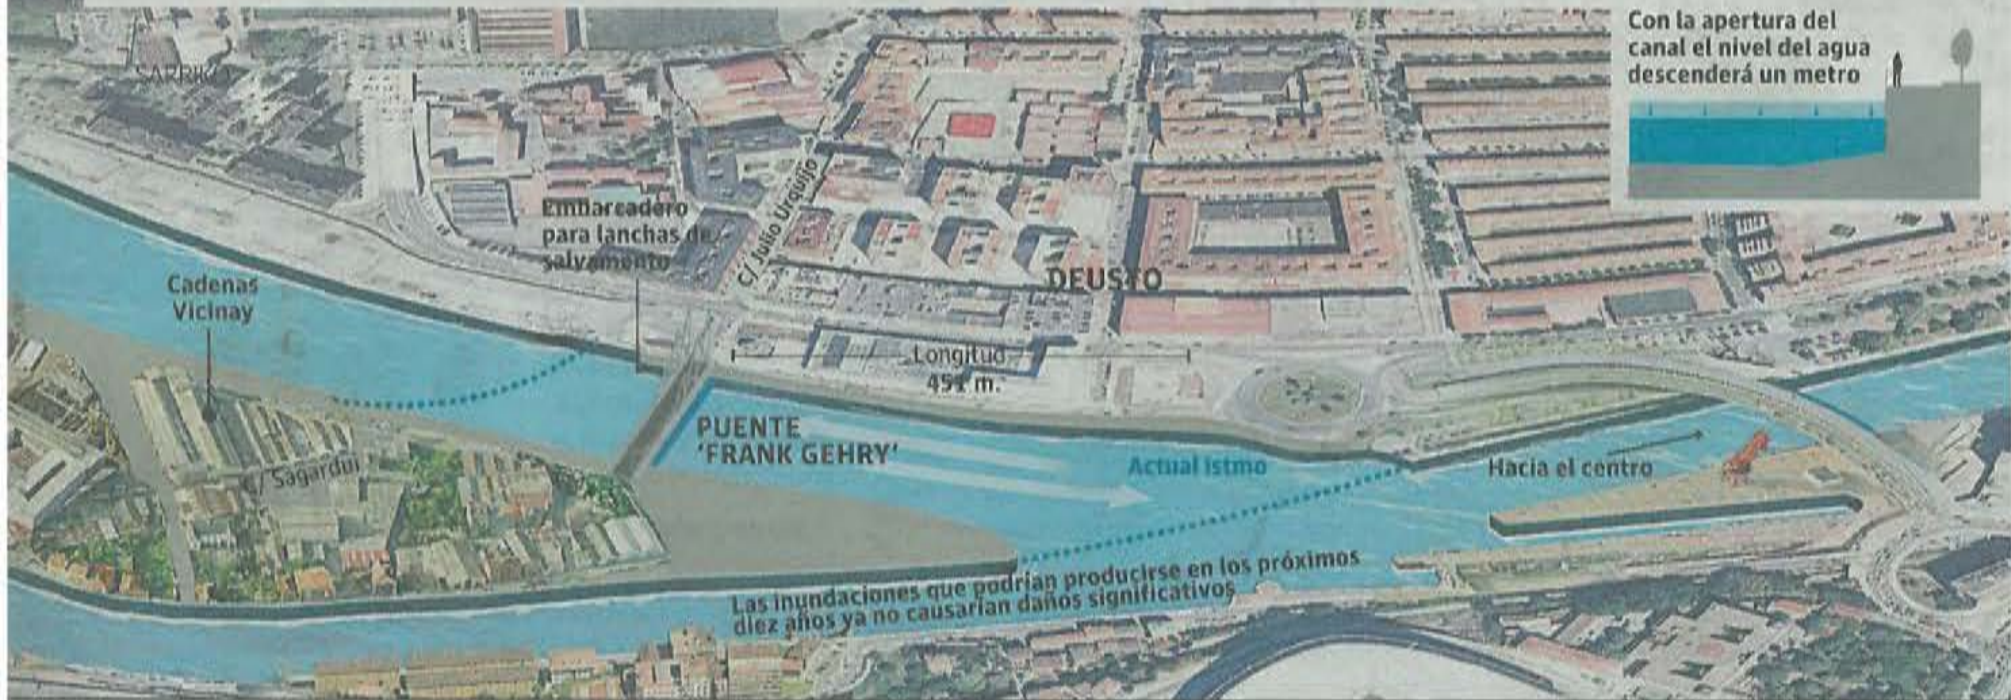 Con la apertura del
canal el nivel del agua
descenderá un metro
SARRIKO
Embarcadero
para lanchas de
salvamento
C/ Julio Urquijo
DEUSTO
Cadenas
Vicinay
Longitud
451 m.
PUENTE
'FRANK GEHRY'
Actual istmo
Hacia el centro
C/ Sagardui
Las inundaciones que podrían producirse en los próximos
diez años ya no causarían daños significativos